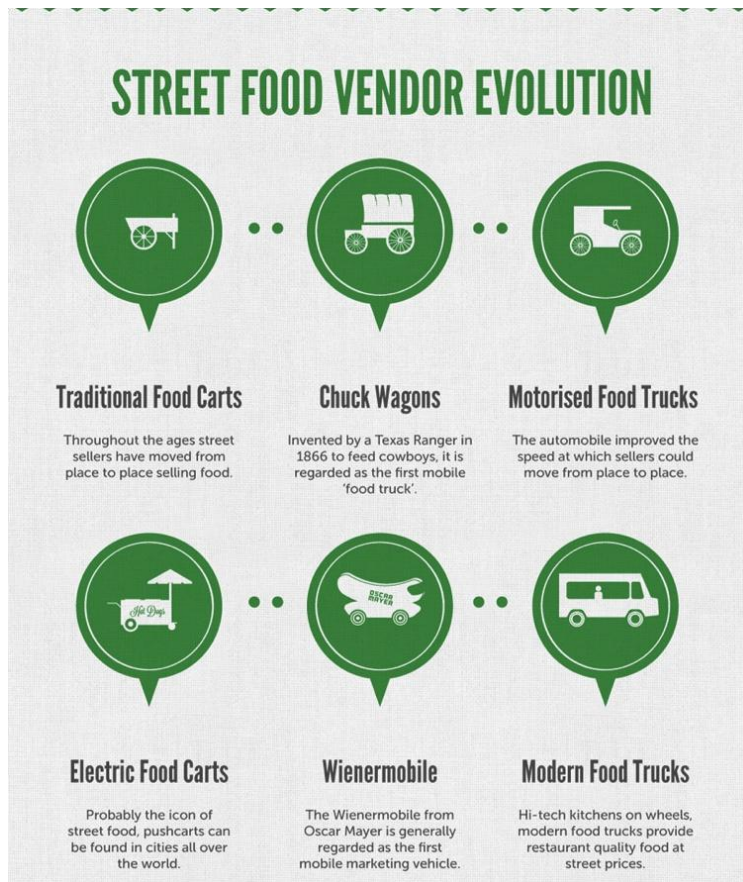 STREET FOOD VENDOR EVOLUTION
Traditional Food Carts
Throughout the ages street
sellers have moved from
place to place selling food.
Chuck Wagons
Invented by a Texas Ranger in
1866 to feed cowboys, it is
regarded as the first mobile
‘food truck’.
Motorised Food Trucks
The automobile improved the
speed at which sellers could
move from place to place.
Hot Dogs
Electric Food Carts
Probably the icon of
street food, pushcarts can
be found in cities all over
the world.
OSCAR
MAYER
Wienermobile
The Wienermobile from
Oscar Mayer is generally
regarded as the first
mobile marketing vehicle.
Modern Food Trucks
Hi-tech kitchens on wheels,
modern food trucks provide
restaurant quality food at
street prices.